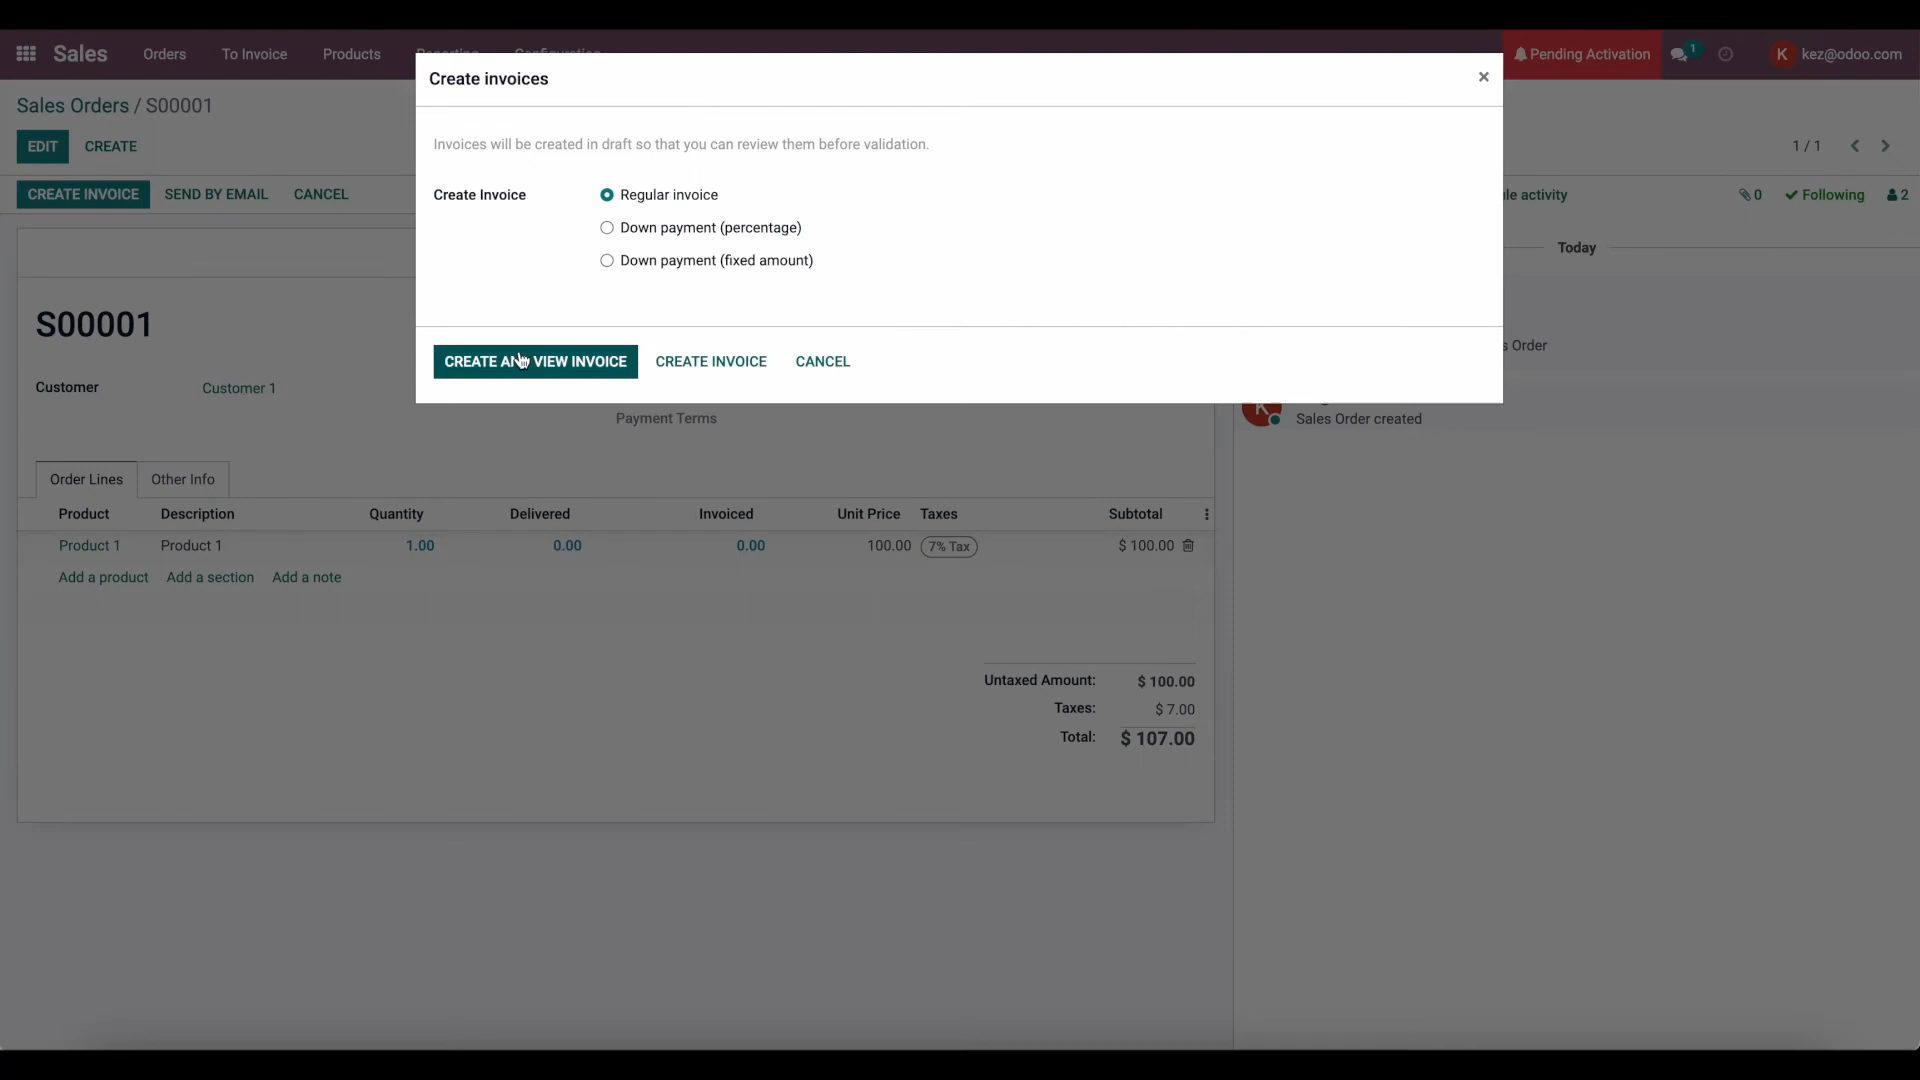 Sales Orders To Invoice Products Reporting Configuration Pending Activation 1 K kez@odoo.com
Create invoices ×
Sales Orders / S00001
Invoices will be created in draft so that you can review them before validation.
EDIT CREATE 1 / 1
CREATE INVOICE SEND BY EMAIL CANCEL
Create Invoice Regular invoice
Down payment (percentage)
Down payment (fixed amount)
le activity 0 Following 2
Today
S00001
CREATE AND VIEW INVOICE CREATE INVOICE CANCEL
s Order
Customer Customer 1
Payment Terms
K
Sales Order created
Order Lines Other Info
Product Description Quantity Delivered Invoiced Unit Price Taxes Subtotal
Product 1 Product 1 1.00 0.00 0.00 100.00 7% Tax $ 100.00
Add a product Add a section Add a note
Untaxed Amount: $ 100.00
Taxes: $ 7.00
Total: $ 107.00